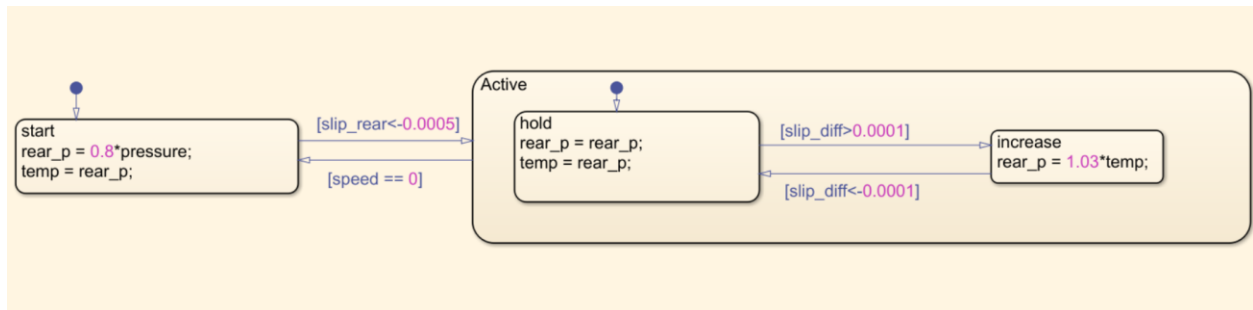 start
rear_p = 0.8*pressure;
temp = rear_p;
[slip_rear<-0.0005]
[speed == 0]
Active
hold
rear_p = rear_p;
temp = rear_p;
[slip_diff>0.0001]
[slip_diff<-0.0001]
increase
rear_p = 1.03*temp;